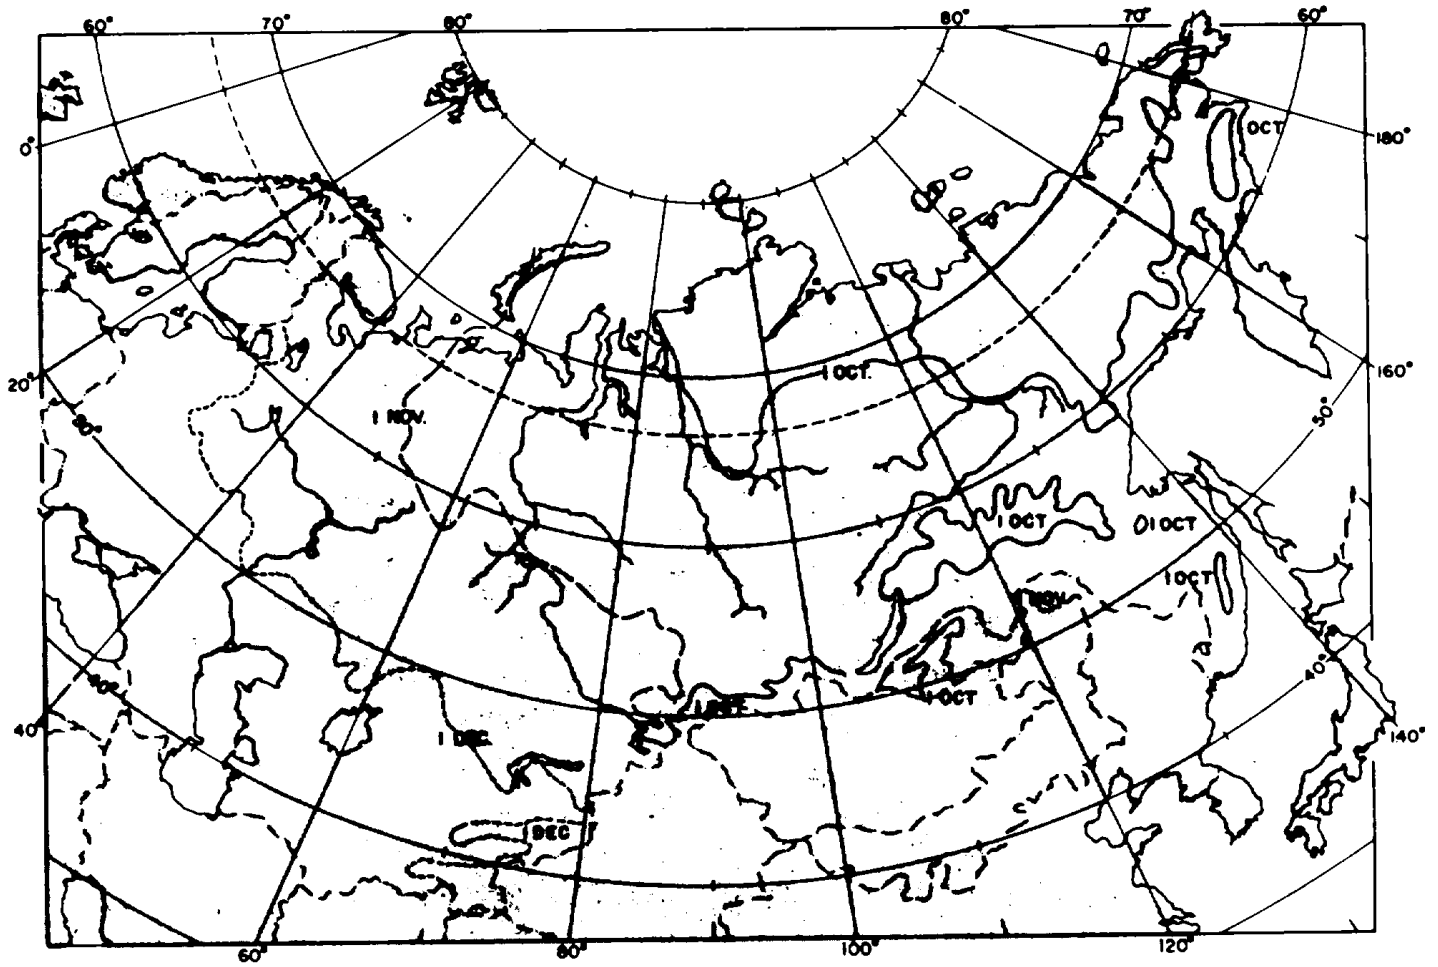 60° 70° 80° 80° 70° 60°
OCT
0° 180°
1 OCT.
20° 160°
1 NOV. 50°
1 OCT 1 OCT
1 OCT
NOV.
40°
1 OCT
40° 1 DEC. 140°
DEC
60° 80° 100° 120°